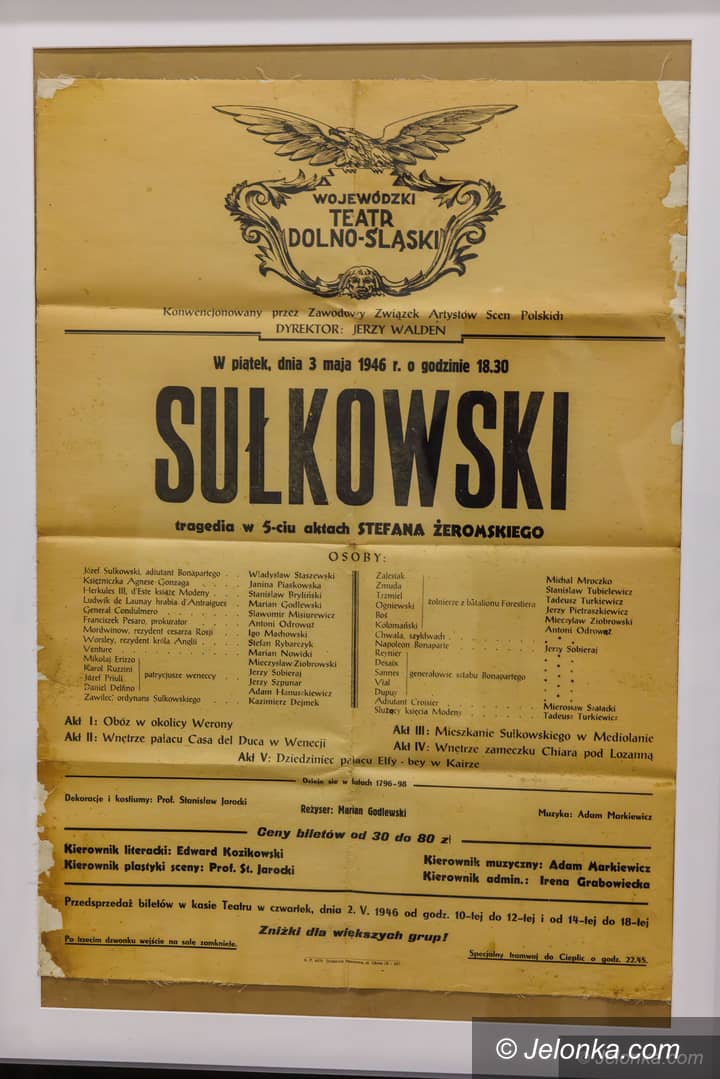 WOJEWÓDZKI
TEATR
DOLNO-ŚLĄSKI
Konwencjonowany przez Zawodowy Związek Artystów Scen Polskich
DYREKTOR: JERZY WALDEN
W piątek, dnia 3 maja 1946 r. o godzinie 18.30
SUŁKOWSKI
tragedia w 5-ciu aktach STEFANA ŻEROMSKIEGO
OSOBY:
Józef Sulkowski, adiutant Bonapartego . . Władysław Staszewski
Księżniczka Agnese Gonzaga . . . Janina Piaskowska
Herkules III, d'Este książę Modeny . . Stanisław Bryliński
Ludwik de Launay hrabia d'Antraigues Marian Godlewski
General Condulmero . . . . Sławomir Misiurewicz
Franciszek Pesaro, prokurator . . Antoni Odrowąż
Mordwinow, rezydent cesarza Rosji . . Igo Machowski
Worsley, rezydent króla Anglii . . . Stefan Rybarczyk
Venture . . . . Marian Nowicki
Mikołaj Erizzo Mieczysław Ziobrowski
Karol Ruzzini Jerzy Sobieraj
Józef Priuli patrycjusze weneccy . . Jerzy Szpunar
Daniel Delfino Adam Hanuszkiewicz
Zawilec ordynans Sulkowskiego . . Kazimierz Dejmek
Zalesiak Michał Mroczko
Żmuda Stanisław Tubielewicz
Trzmiel Tadeusz Turkiewicz
Ogniewski żołnierze z batalionu Forestiera Jerzy Pietraszkiewicz
Boś Mieczysław Ziobrowski
Kolomański Antoni Odrowąż
Chwała, szyldwach . . . . * * *
Napoleon Bonaparte . . . . Jerzy Sobieraj
Reynier * * *
Desaix * * *
Sannes generałowie sztabu Bonapartego * * *
Vial * * *
Dupuy * * *
Adiutant Croisier . . . . Mirosław Szałacki
Służący księcia Modeny . . . . Tadeusz Turkiewicz
Akt I: Obóz w okolicy Werony
Akt II: Wnętrze pałacu Casa del Duca w Wenecji
Akt III: Mieszkanie Sułkowskiego w Mediolanie
Akt IV: Wnętrze zameczku Chiara pod Lozanną
Akt V: Dziedziniec pałacu Elfy-bey w Kairze
Dzieje się w latach 1796-98
Dekoracje i kostiumy: Prof. Stanisław Jarocki
Reżyser: Marian Godlewski
Muzyka: Adam Markiewicz
Ceny biletów od 30 do 80 zł
Kierownik literacki: Edward Kozikowski
Kierownik plastyki sceny: Prof. St. Jarocki
Kierownik muzyczny: Adam Markiewicz
Kierownik admin.: Irena Grabowiecka
Przedsprzedaż biletów w kasie Teatru w czwartek, dnia 2. V. 1946 od godz. 10-tej do 12-tej i od 14-tej do 18-tej
Zniżki dla większych grup!
Po trzecim dzwonku wejście na salę zamknięte.
Specjalny tramwaj do Cieplic o godz. 22.45.
© Jelonka.com
© Jelonka.com